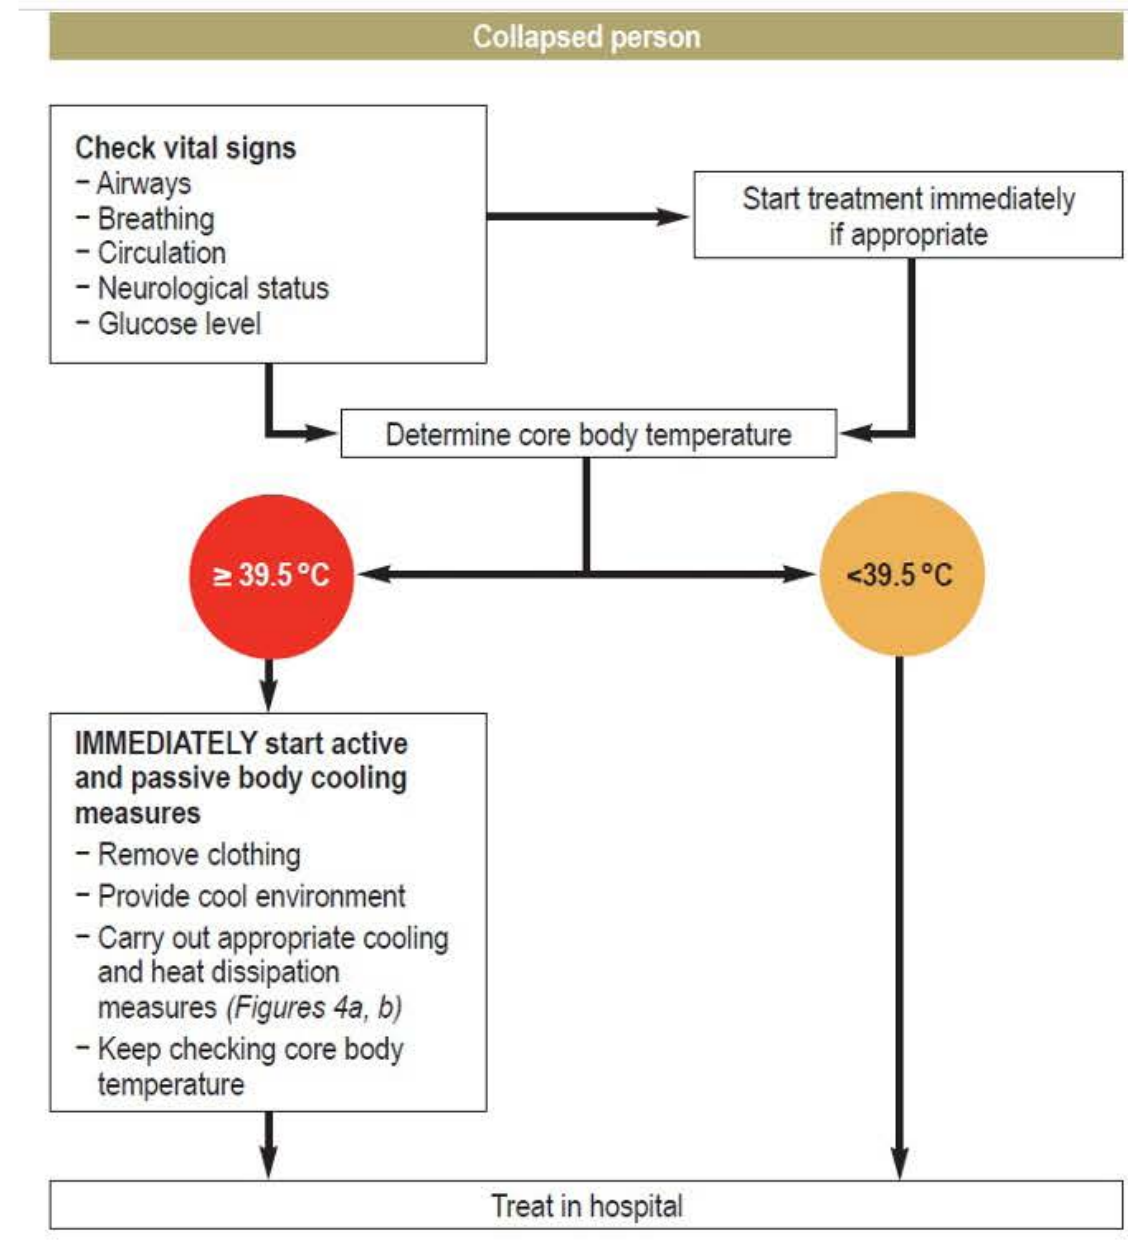 Collapsed person
Check vital signs
– Airways
– Breathing
– Circulation
– Neurological status
– Glucose level
Start treatment immediately
if appropriate
Determine core body temperature
≥ 39.5 °C
<39.5 °C
IMMEDIATELY start active
and passive body cooling
measures
– Remove clothing
– Provide cool environment
– Carry out appropriate cooling
and heat dissipation
measures (Figures 4a, b)
– Keep checking core body
temperature
Treat in hospital